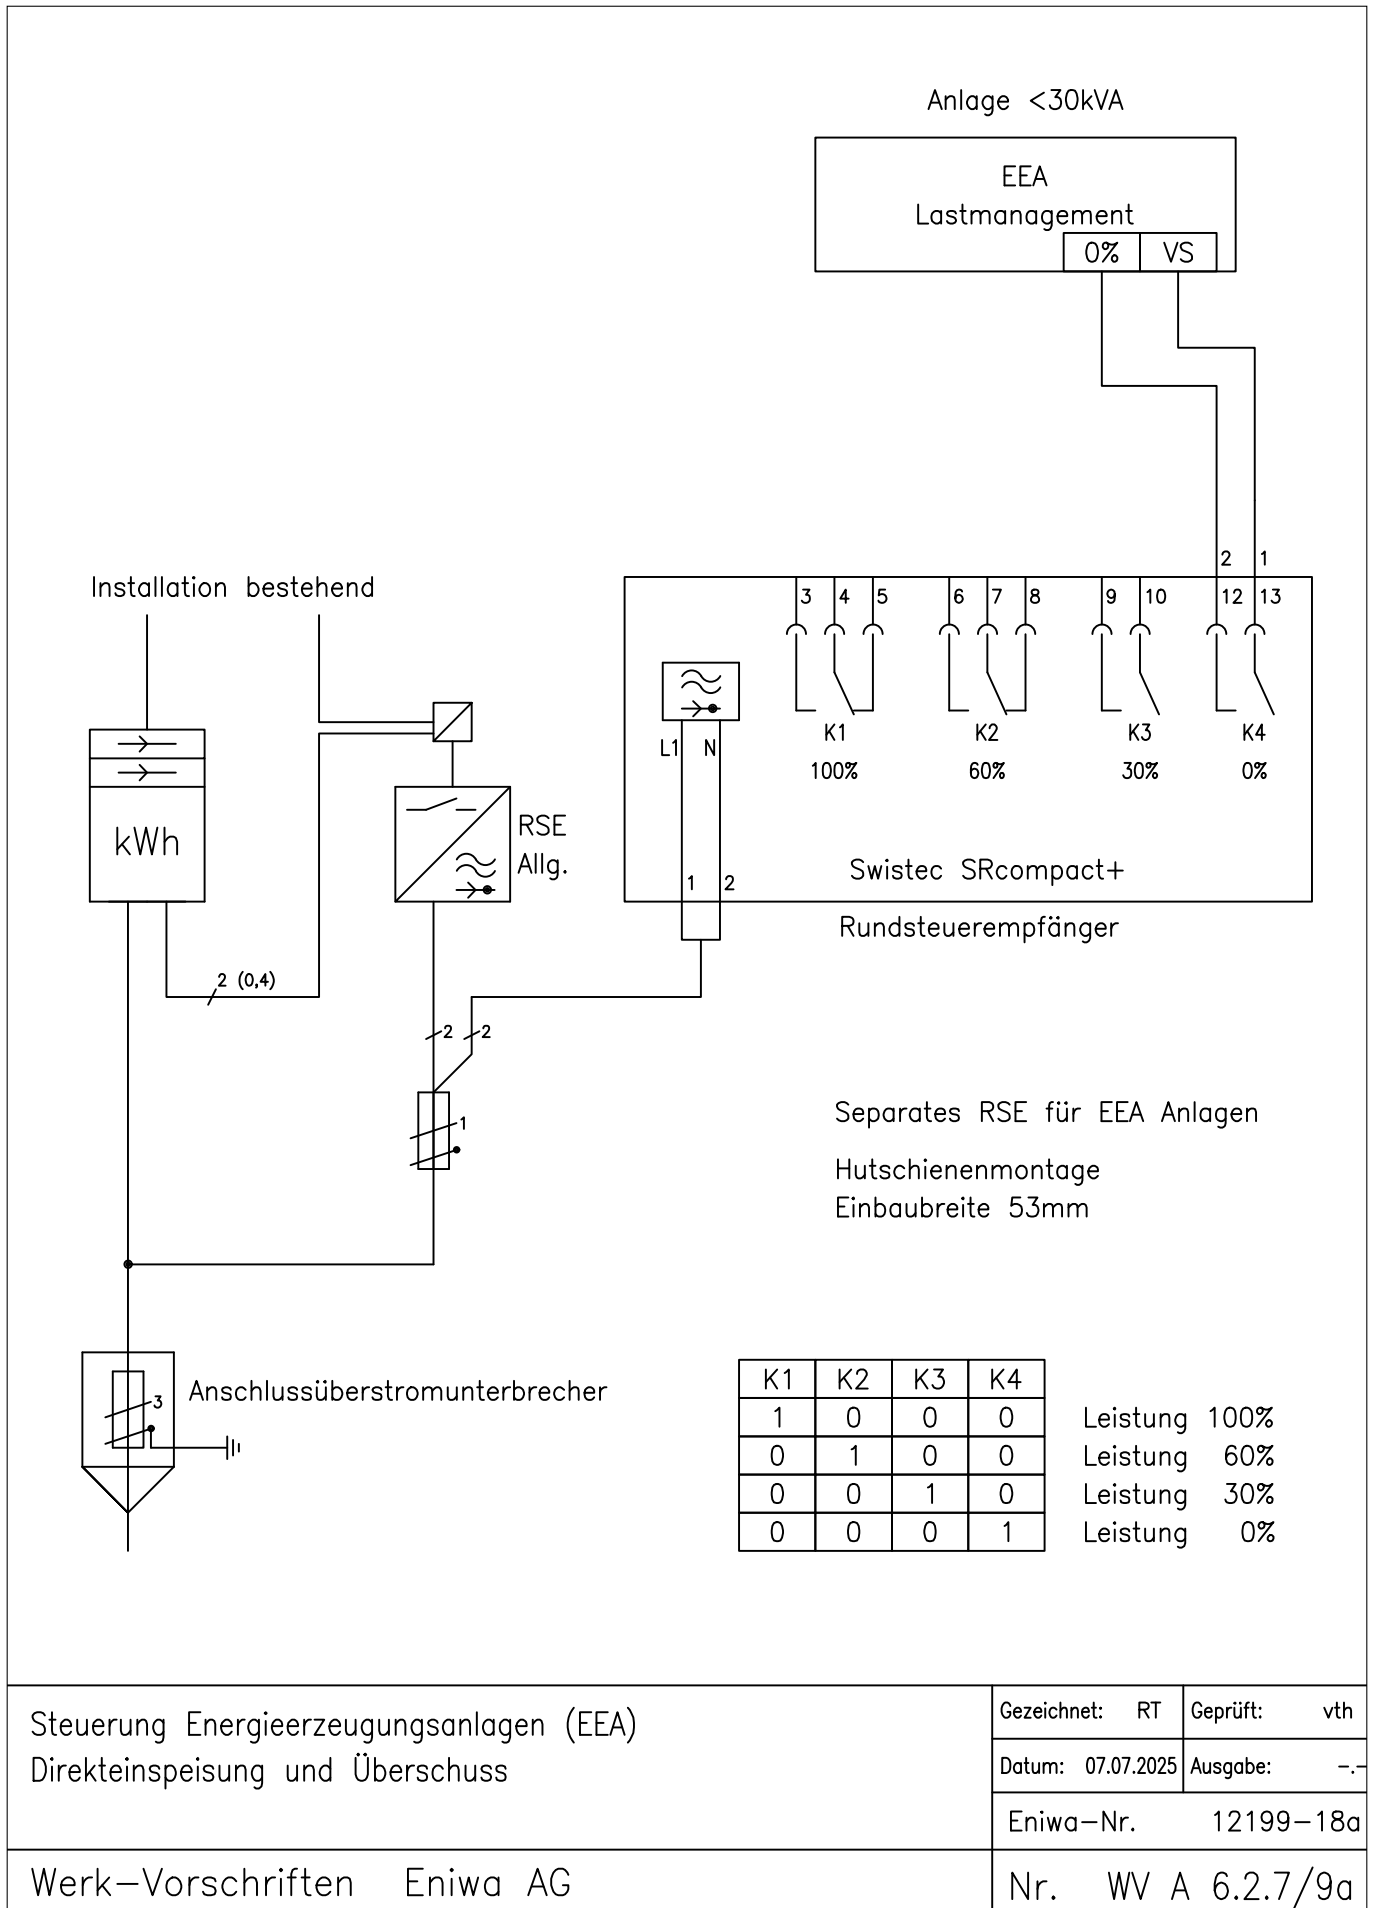 Anlage <30kVA
EEA
Lastmanagement
0% VS
2 1
Installation bestehend
3 4 5 6 7 8 9 10 12 13
K1 K2 K3 K4
100% 60% 30% 0%
L1 N
kWh
RSE
Allg.
Swistec SRcompact+
1 2
Rundsteuerempfänger
2 (0,4)
2 2
1
Separates RSE für EEA Anlagen
Hutschienenmontage
Einbaubreite 53mm
Anschlussüberstromunterbrecher
3
K1 K2 K3 K4
1 0 0 0 Leistung 100%
0 1 0 0 Leistung 60%
0 0 1 0 Leistung 30%
0 0 0 1 Leistung 0%
Steuerung Energieerzeugungsanlagen (EEA)
Direkteinspeisung und Überschuss
Gezeichnet: RT Geprüft: vth
Datum: 07.07.2025 Ausgabe: -.-
Eniwa-Nr. 12199-18a
Werk-Vorschriften Eniwa AG
Nr. WV A 6.2.7/9a